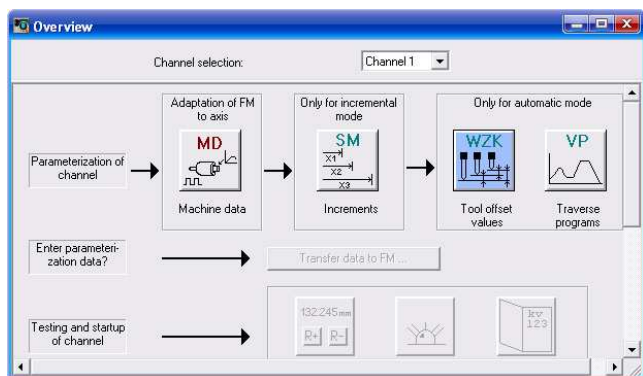 Overview
Channel selection:
Channel 1
Adaptation of FM
to axis
Only for incremental
mode
Only for automatic mode
Parameterization of
channel
MD
SM
X1
X2
X3
WZK
VP
Machine data
Increments
Tool offset
values
Traverse
programs
Enter parameteri-
zation data?
Transfer data to FM ...
Testing and startup
of channel
132.245mm
R+
R-
kv
123